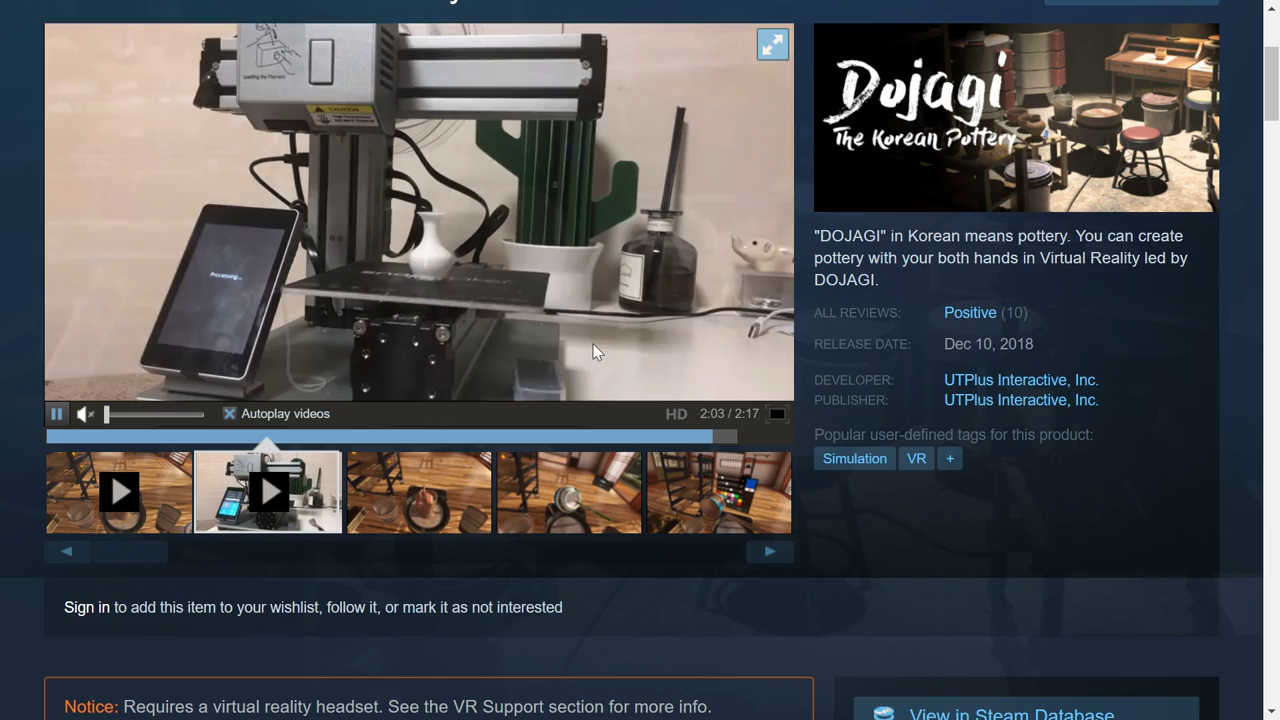 Loading the Filament
CAUTION
Processing...
HD 2:03 / 2:17
Autoplay videos
Dojagi
The Korean Pottery
"DOJAGI" in Korean means pottery. You can create
pottery with your both hands in Virtual Reality led by
DOJAGI.
ALL REVIEWS: Positive (10)
RELEASE DATE: Dec 10, 2018
DEVELOPER: UTPlus Interactive, Inc.
PUBLISHER: UTPlus Interactive, Inc.
Popular user-defined tags for this product:
Simulation VR +
Sign in to add this item to your wishlist, follow it, or mark it as not interested
Notice: Requires a virtual reality headset. See the VR Support section for more info.
View in Steam Database